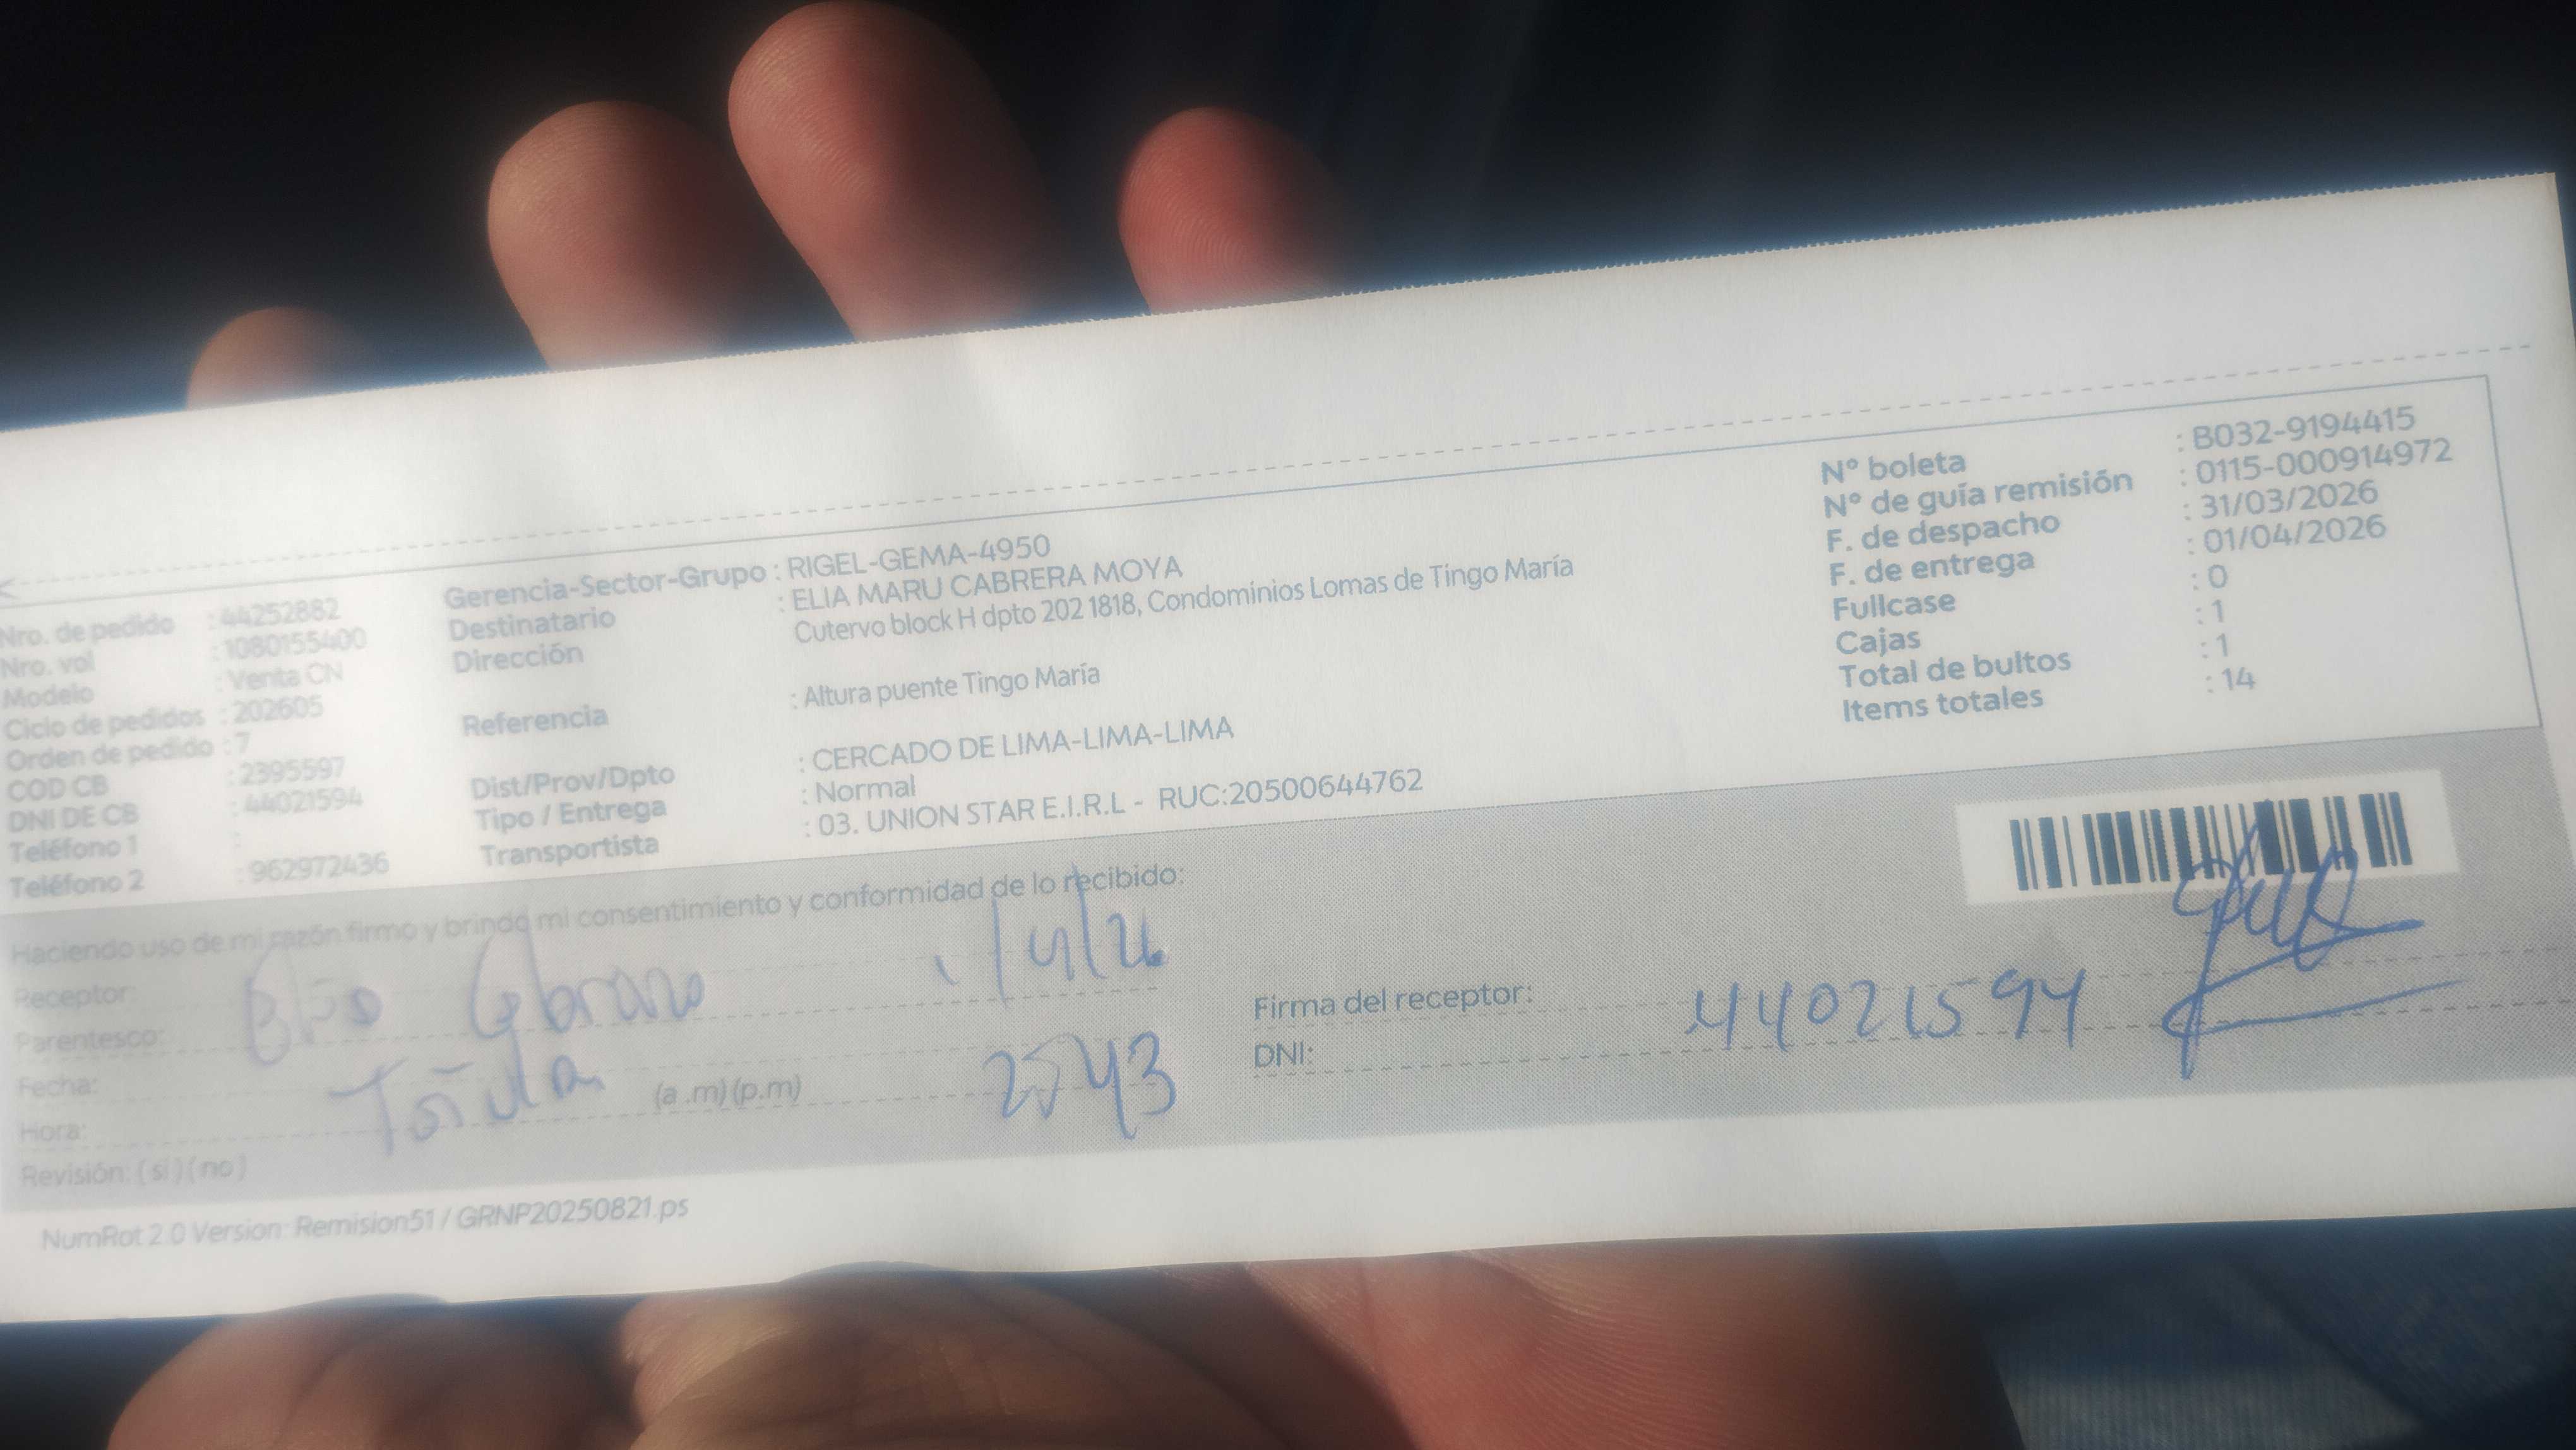 Nro. de pedido : 44252882
Nro. vol : 1080155400
Modelo : Venta CN
Ciclo de pedidos : 202605
Orden de pedido : 7
COD CB : 2395597
DNI DE CB : 44021594
Teléfono 1 :
Teléfono 2 : 962972436
Gerencia-Sector-Grupo : RIGEL-GEMA-4950
Destinatario : ELIA MARU CABRERA MOYA
Dirección Cutervo block H dpto 202 1818, Condominios Lomas de Tingo María
Referencia : Altura puente Tingo María
Dist/Prov/Dpto : CERCADO DE LIMA-LIMA-LIMA
Tipo / Entrega : Normal
Transportista : 03. UNION STAR E.I.R.L - RUC:20500644762
N° boleta : B032-9194415
N° de guía remisión : 0115-000914972
F. de despacho : 31/03/2026
F. de entrega : 01/04/2026
Fullcase : 0
Cajas : 1
Total de bultos : 1
Items totales : 14
Haciendo uso de mi razón firmo y brindo mi consentimiento y conformidad de lo recibido:
Receptor:
Parentesco:
Fecha:
Hora: (a .m) (p.m)
Revisión: ( si ) ( no )
Firma del receptor:
DNI: 44021594
NumRot 2.0 Version: Remision51 / GRNP20250821.ps